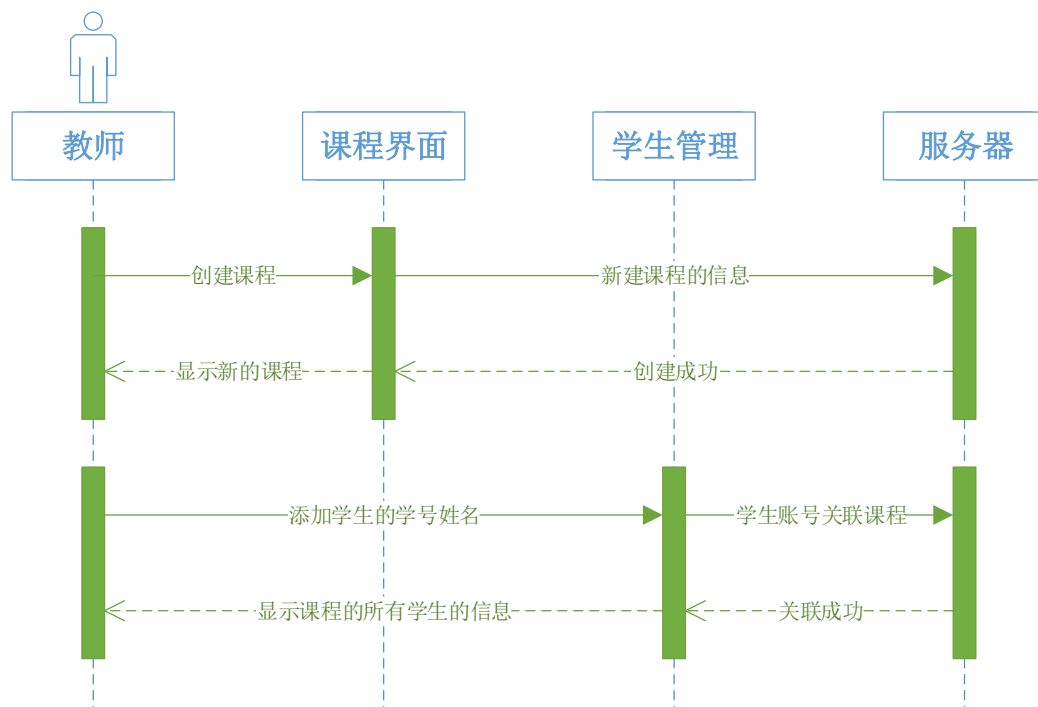 教师
课程界面
学生管理
服务器
创建课程
新建课程的信息
显示新的课程
创建成功
添加学生的学号姓名
学生账号关联课程
显示课程的所有学生的信息
关联成功